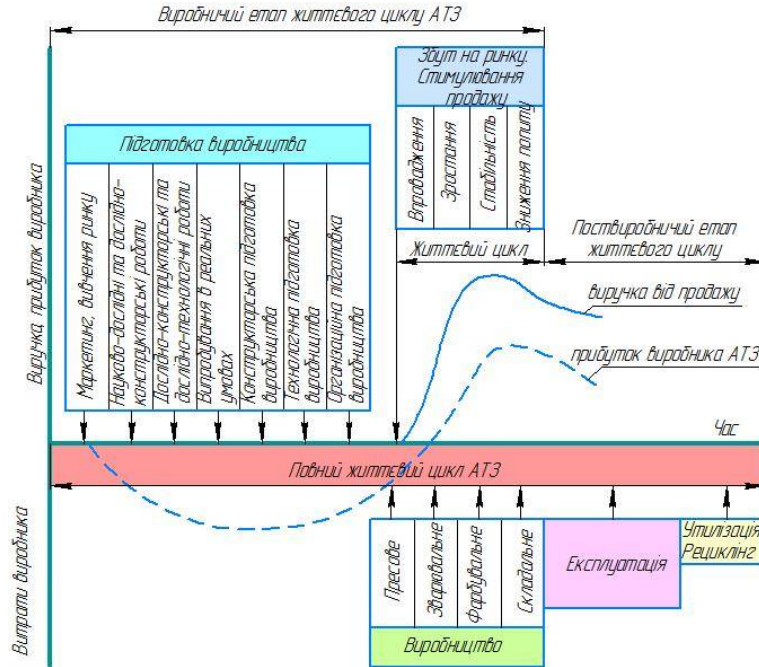 Виробничий етап життєвого циклу АТЗ
Збут на ринку.
Стимулювання
продажу
Підготовка виробництва
Впровадження
Зростання
Стабільність
Зниження попиту
Виручка, прибуток виробника
Маркетинг, вивчення ринку
Науково-дослідні та дослідно-
конструкторські роботи
Дослідно-конструкторські та
дослідно-технологічні роботи
Випробування в реальних
умовах
Конструкторська підготовка
виробництва
Технологічна підготовка
виробництва
Організаційна підготовка
виробництва
Життєвий цикл
Поствиробничий етап
життєвого циклу
виручка від продажу
прибуток виробника АТЗ
Час
Повний життєвий цикл АТЗ
Витрати виробника
Пресове
Зварювальне
Фарбувальне
Складальне
Виробництво
Експлуатація
Утилізація
Рециклінг